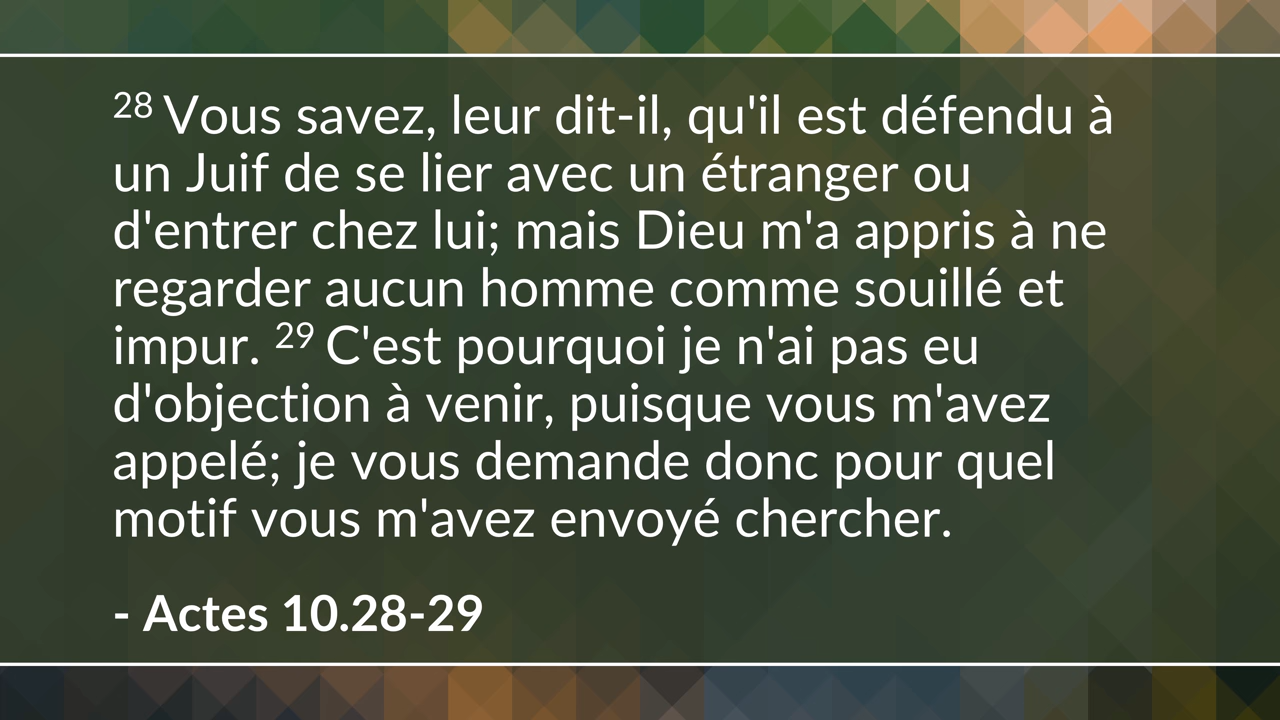 28 Vous savez, leur dit-il, qu'il est défendu à
un Juif de se lier avec un étranger ou
d'entrer chez lui; mais Dieu m'a appris à ne
regarder aucun homme comme souillé et
impur. 29 C'est pourquoi je n'ai pas eu
d'objection à venir, puisque vous m'avez
appelé; je vous demande donc pour quel
motif vous m'avez envoyé chercher.
- Actes 10.28-29